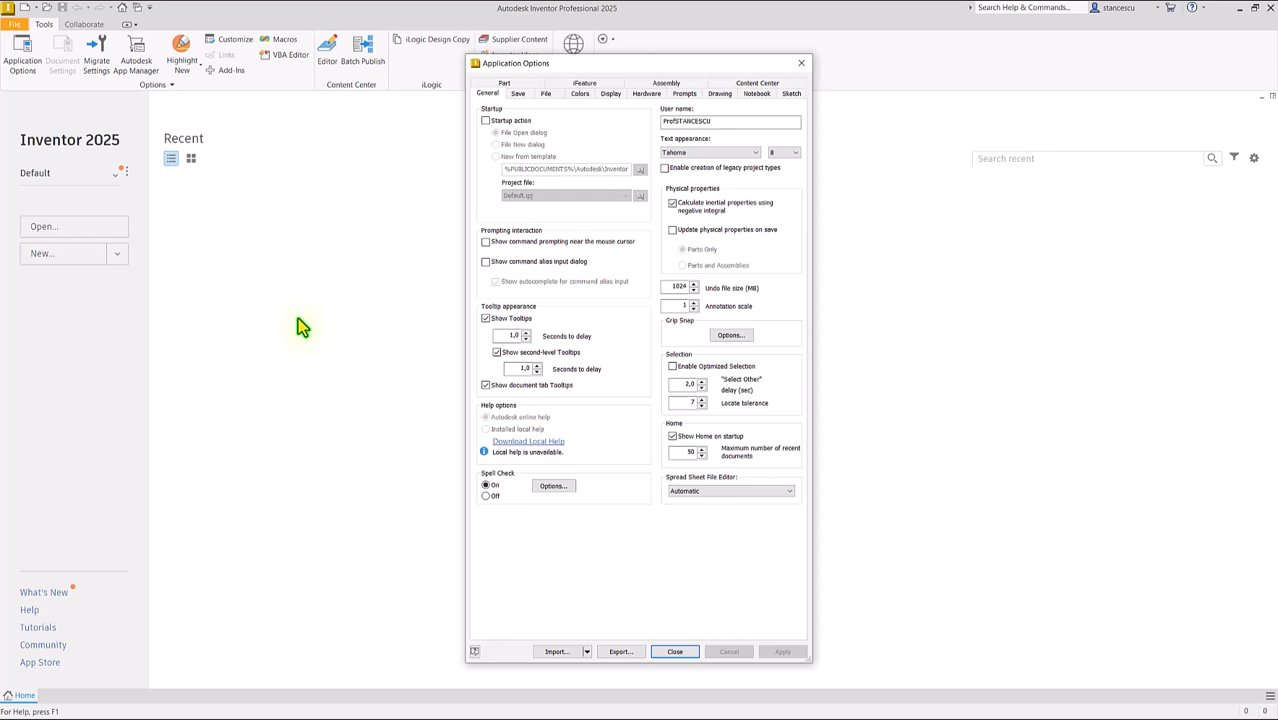 Autodesk Inventor Professional 2025
Search Help & Commands...
stancescu
File
Tools
Collaborate
Application Options
Document Settings
Migrate Settings
Autodesk App Manager
Highlight New
Customize
Links
Add-Ins
Macros
VBA Editor
Options
Editor
Batch Publish
Content Center
iLogic Design Copy
iLogic
Supplier Content
Application Options
Part
iFeature
Assembly
Content Center
General
Save
File
Colors
Display
Hardware
Prompts
Drawing
Notebook
Sketch
Startup
Startup action
File Open dialog
File New dialog
New from template
%PUBLICDOCUMENTS%\Autodesk\Inventor
Project file:
Default.ipj
Prompting interaction
Show command prompting near the mouse cursor
Show command alias input dialog
Show autocomplete for command alias input
Tooltip appearance
Show Tooltips
1,0 Seconds to delay
Show second-level Tooltips
1,0 Seconds to delay
Show document tab Tooltips
Help options
Autodesk online help
Installed local help
Download Local Help
Local help is unavailable.
Spell Check
On
Off
Options...
User name:
ProfSTANCESCU
Text appearance:
Tahoma 8
Enable creation of legacy project types
Physical properties
Calculate inertial properties using
negative integral
Update physical properties on save
Parts Only
Parts and Assemblies
1024 Undo file size (MB)
1 Annotation scale
Grip Snap
Options...
Selection
Enable Optimized Selection
2,0 "Select Other"
delay (sec)
7 Locate tolerance
Home
Show Home on startup
50 Maximum number of recent
documents
Spread Sheet File Editor:
Automatic
Import...
Export...
Close
Cancel
Apply
Inventor 2025
Default
Open...
New...
Recent
Search recent
What's New
Help
Tutorials
Community
App Store
Home
For Help, press F1
0 0